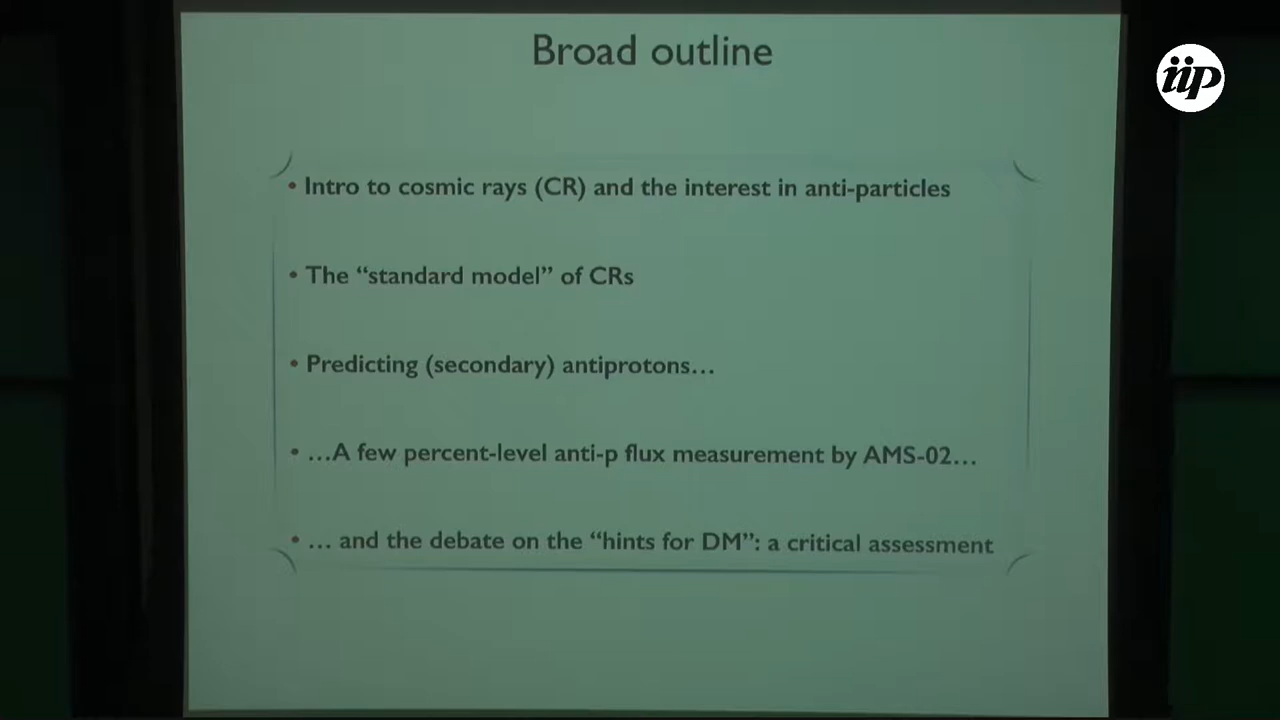 Broad outline
iip
• Intro to cosmic rays (CR) and the interest in anti-particles
• The “standard model” of CRs
• Predicting (secondary) antiprotons…
• …A few percent-level anti-p flux measurement by AMS-02…
• … and the debate on the “hints for DM”: a critical assessment